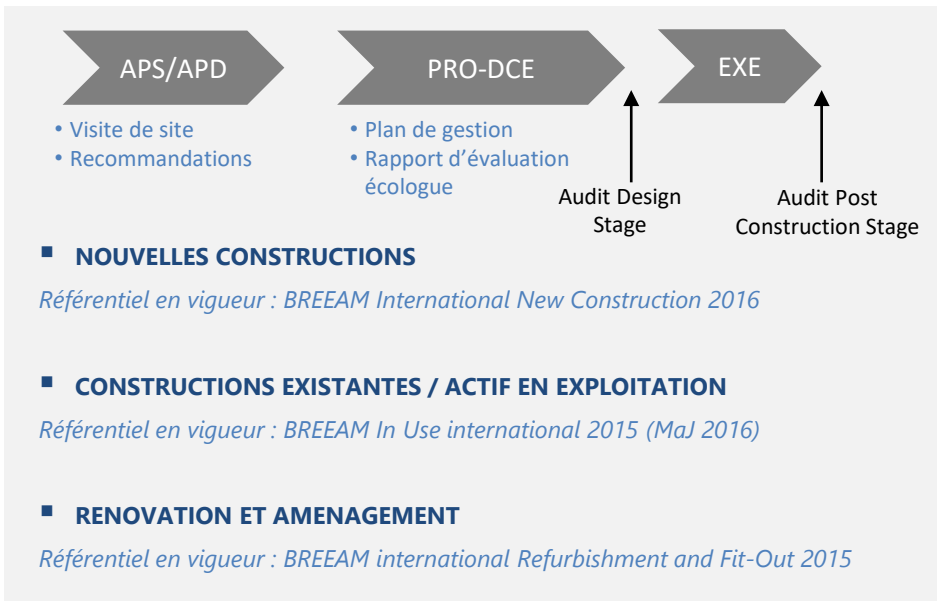 APS/APD
PRO-DCE
EXE
• Visite de site
• Recommandations
• Plan de gestion
• Rapport d’évaluation
écologue
Audit Design
Stage
Audit Post
Construction Stage
▪ NOUVELLES CONSTRUCTIONS
Référentiel en vigueur : BREEAM International New Construction 2016
▪ CONSTRUCTIONS EXISTANTES / ACTIF EN EXPLOITATION
Référentiel en vigueur : BREEAM In Use international 2015 (MaJ 2016)
▪ RENOVATION ET AMENAGEMENT
Référentiel en vigueur : BREEAM international Refurbishment and Fit-Out 2015